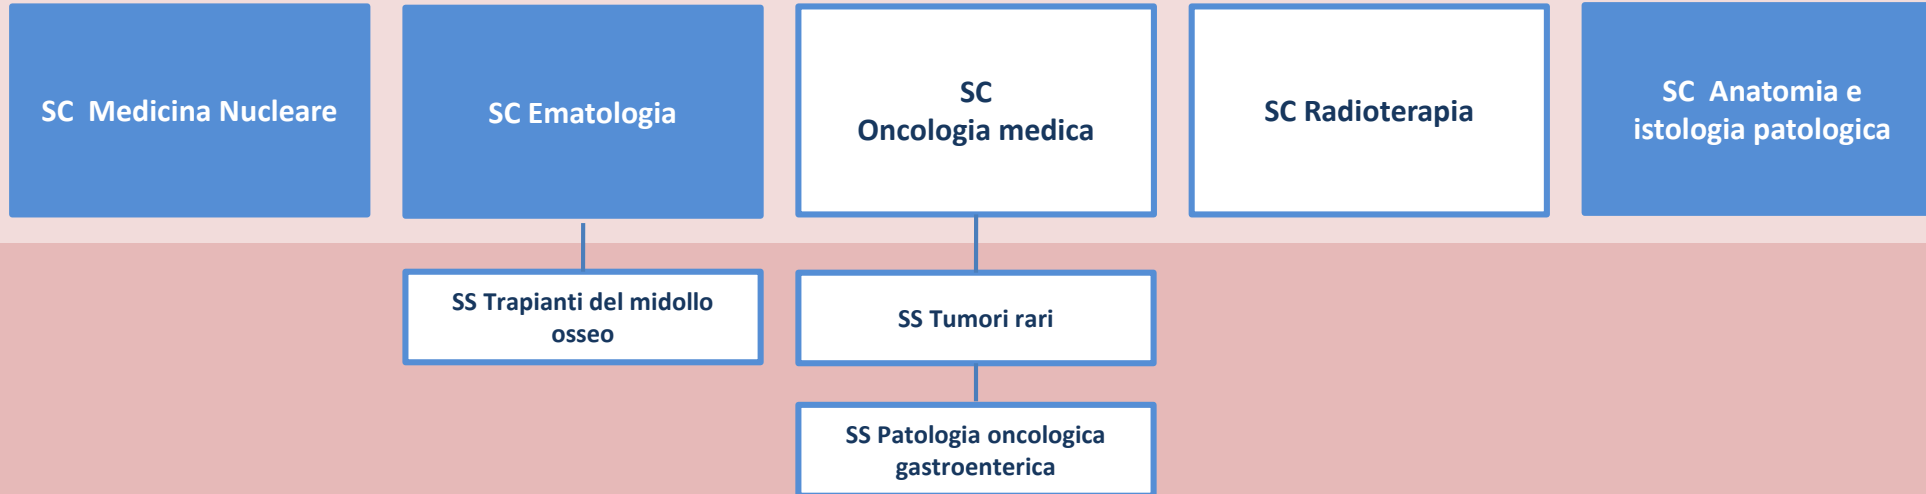 SC Medicina Nucleare
SC Ematologia
SC
Oncologia medica
SC Radioterapia
SC Anatomia e
istologia patologica
SS Trapianti del midollo
osseo
SS Tumori rari
SS Patologia oncologica
gastroenterica